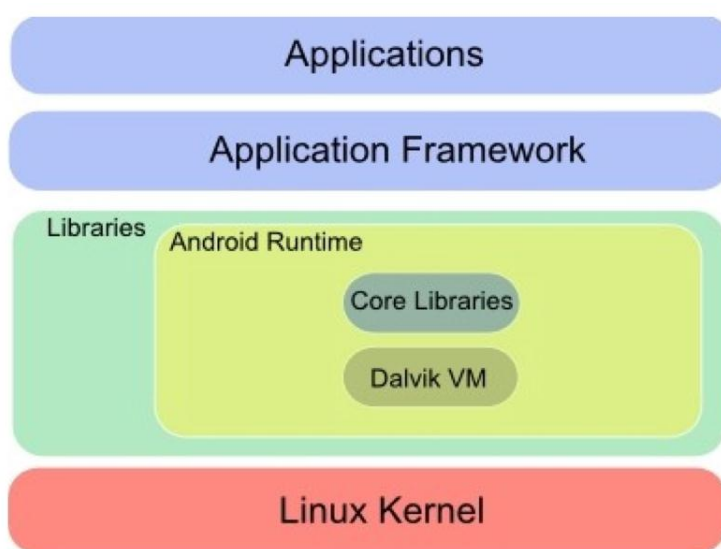 Applications
Application Framework
Libraries
Android Runtime
Core Libraries
Dalvik VM
Linux Kernel